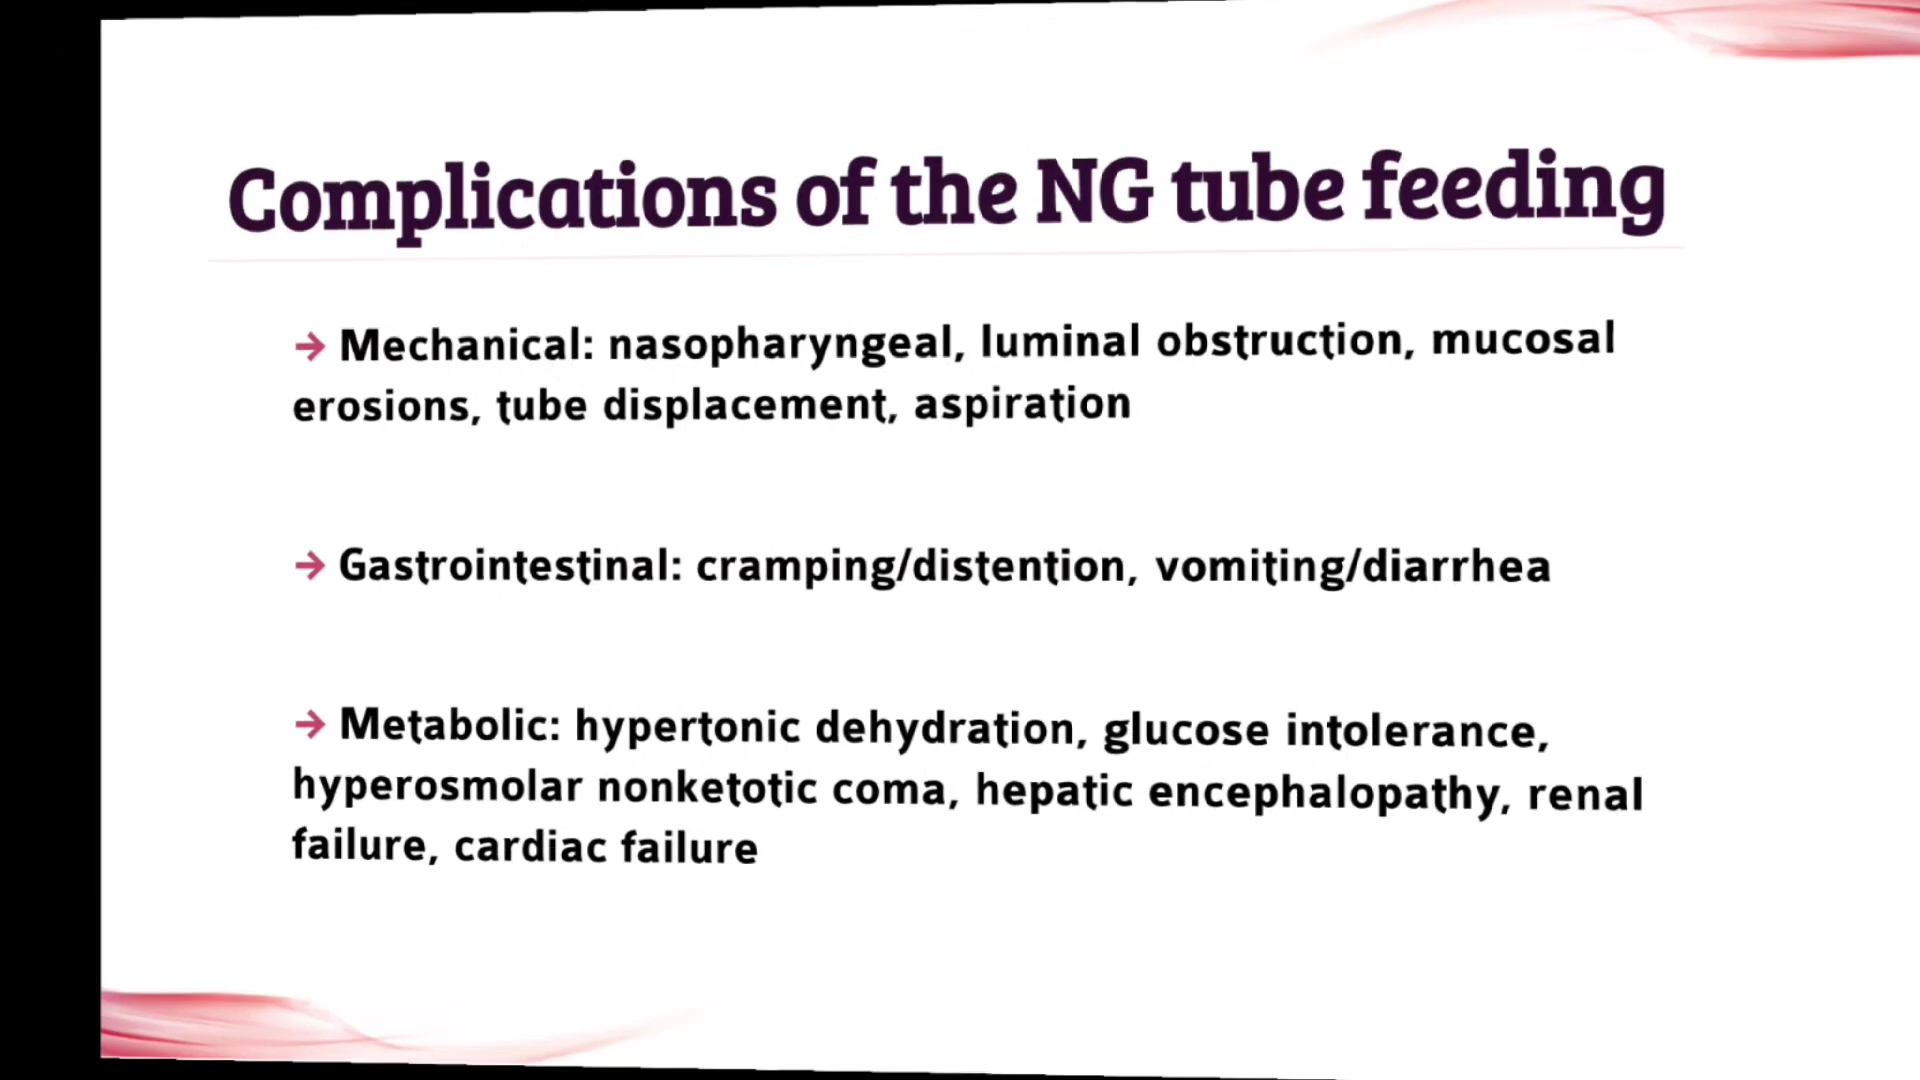 Complications of the NG tube feeding
→ Mechanical: nasopharyngeal, luminal obstruction, mucosal
erosions, tube displacement, aspiration
→ Gastrointestinal: cramping/distention, vomiting/diarrhea
→ Metabolic: hypertonic dehydration, glucose intolerance,
hyperosmolar nonketotic coma, hepatic encephalopathy, renal
failure, cardiac failure